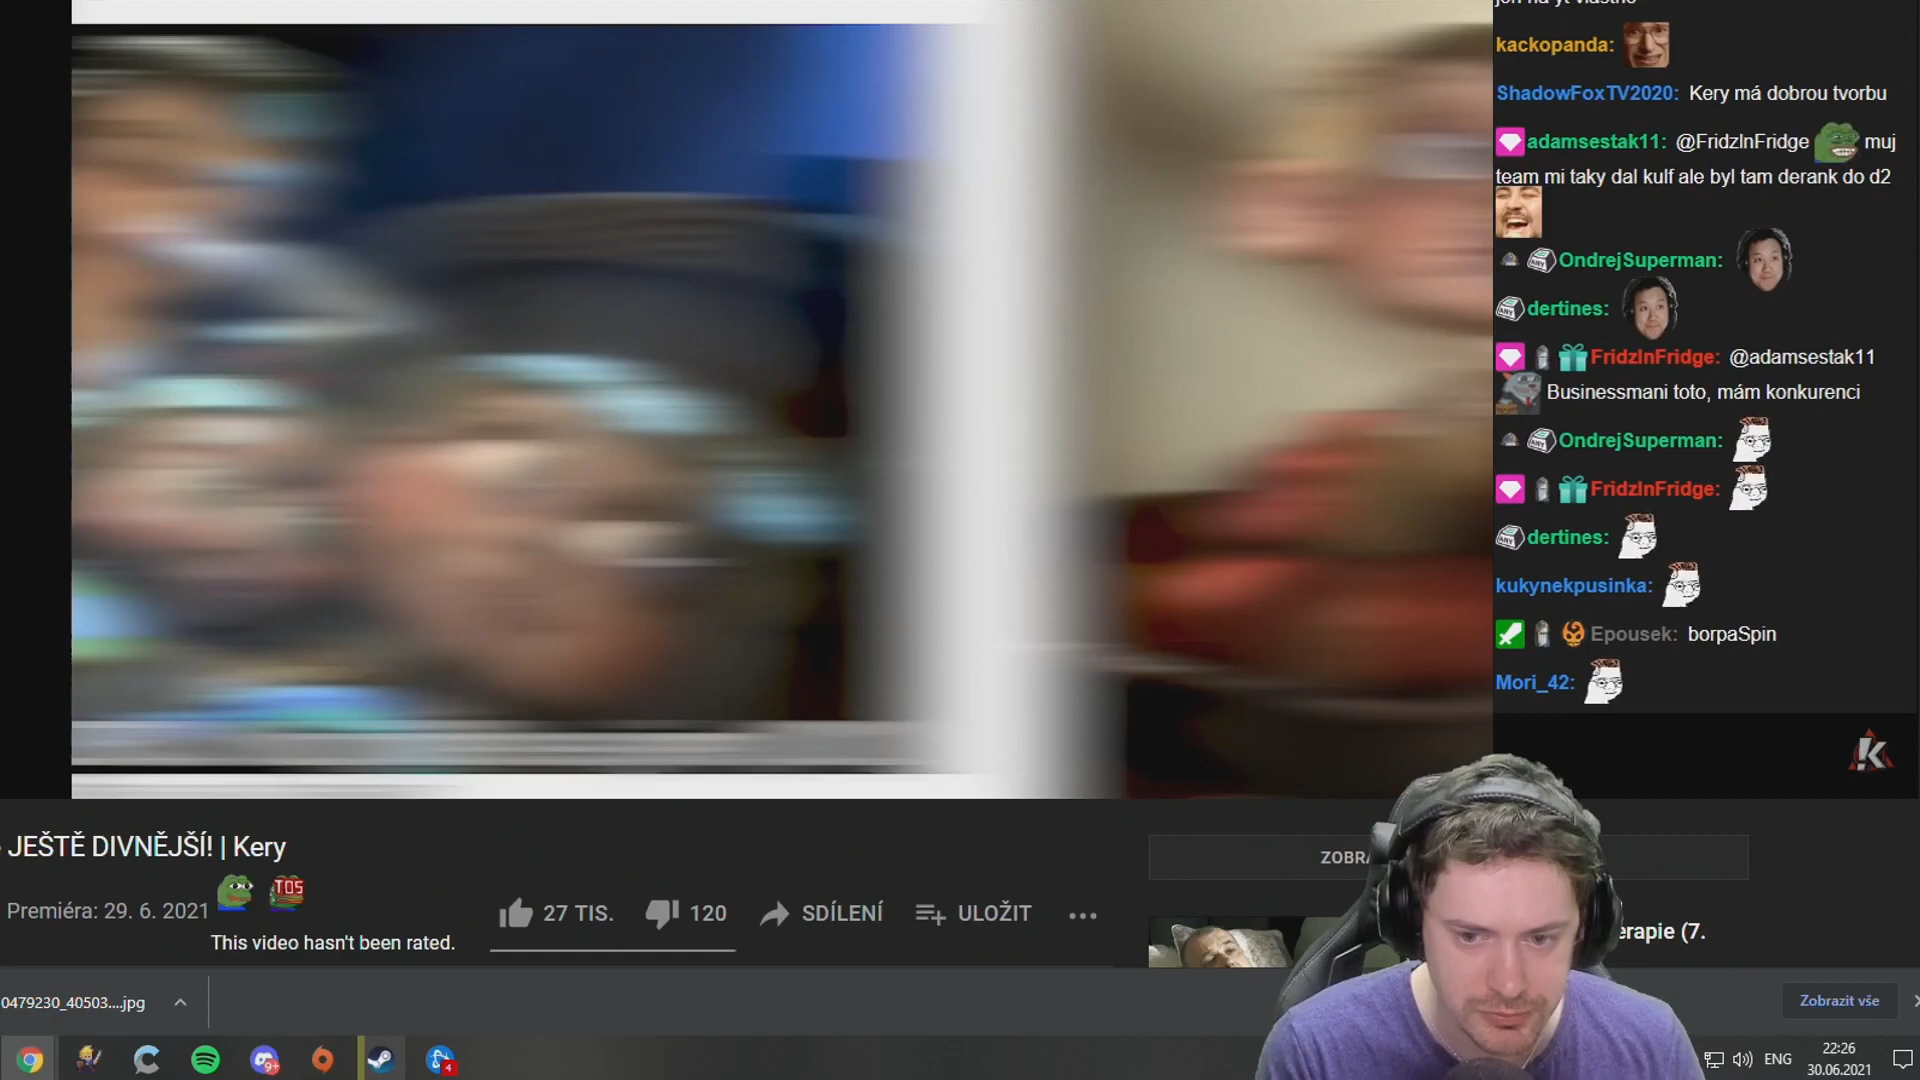 kackopanda:
ShadowFoxTV2020: Kery má dobrou tvorbu
adamsestak11: @FridzInFridge muj
team mi taky dal kulf ale byl tam derank do d2
OndrejSuperman:
dertines:
FridzInFridge: @adamsestak11
Businessmani toto, mám konkurenci
OndrejSuperman:
FridzInFridge:
dertines:
kukynekpusinka:
Epousek: borpaSpin
Mori_42:
!K
JEŠTĚ DIVNĚJŠÍ! | Kery
TOS
Premiéra: 29. 6. 2021
27 TIS.
120
SDÍLENÍ
ULOŽIT
This video hasn't been rated.
erapie (7.
0479230_40503....jpg
Zobrazit vše
9+
4
ENG
22:26
30.06.2021